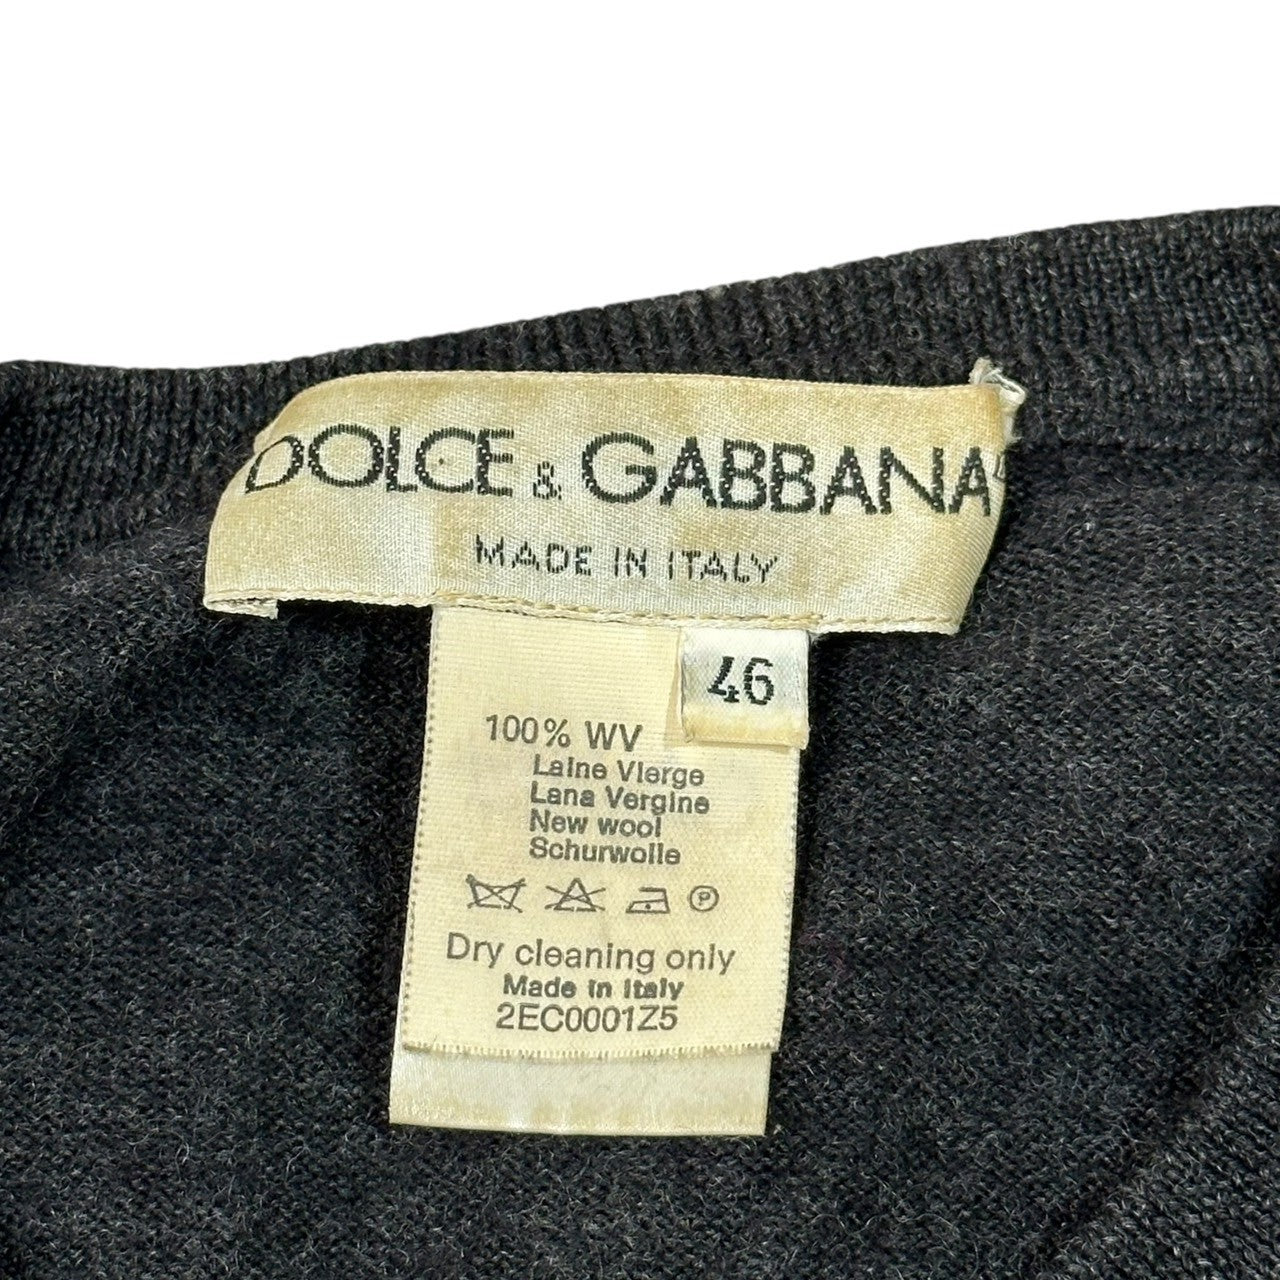 DOLCE & GABBANA
MADE IN ITALY
46
100% WV
Laine Vierge
Lana Vergine
New wool
Schurwolle
P
Dry cleaning only
Made in Italy
2EC0001Z5